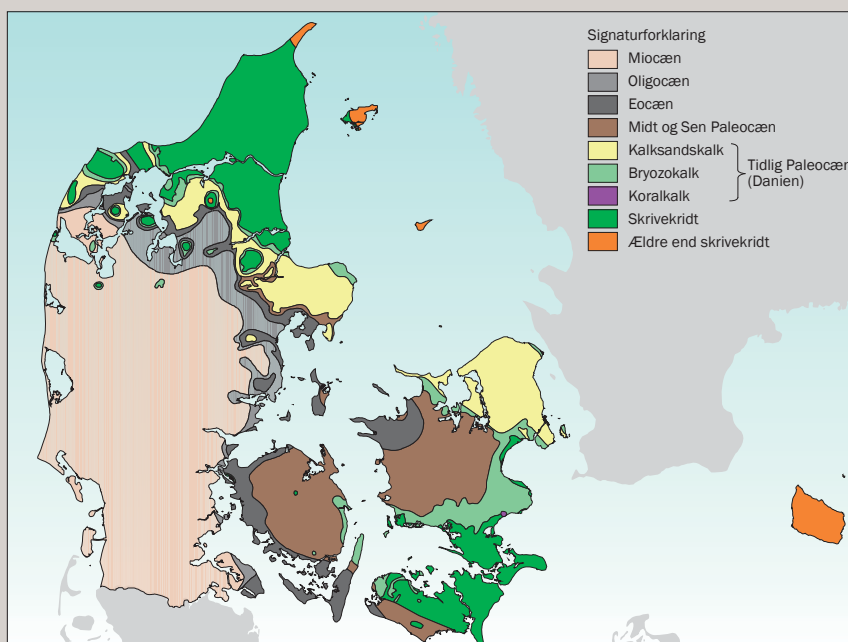 Signaturforklaring
Miocæn
Oligocæn
Eocæn
Midt og Sen Paleocæn
Kalksandskalk
Bryozokalk
Koralkalk
Tidlig Paleocæn
(Danien)
Skrivekridt
Ældre end skrivekridt